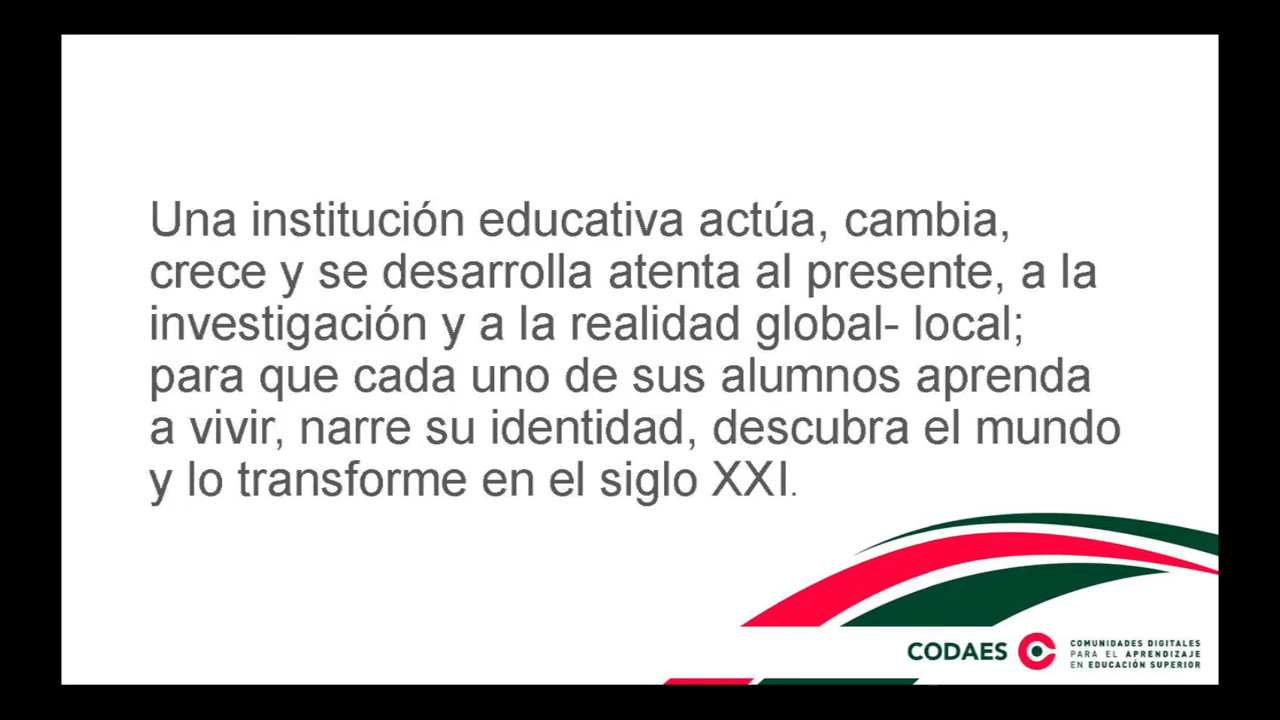 Una institución educativa actúa, cambia,
crece y se desarrolla atenta al presente, a la
investigación y a la realidad global- local;
para que cada uno de sus alumnos aprenda
a vivir, narre su identidad, descubra el mundo
y lo transforme en el siglo XXI.
CODAES
COMUNIDADES DIGITALES
PARA EL APRENDIZAJE
EN EDUCACIÓN SUPERIOR